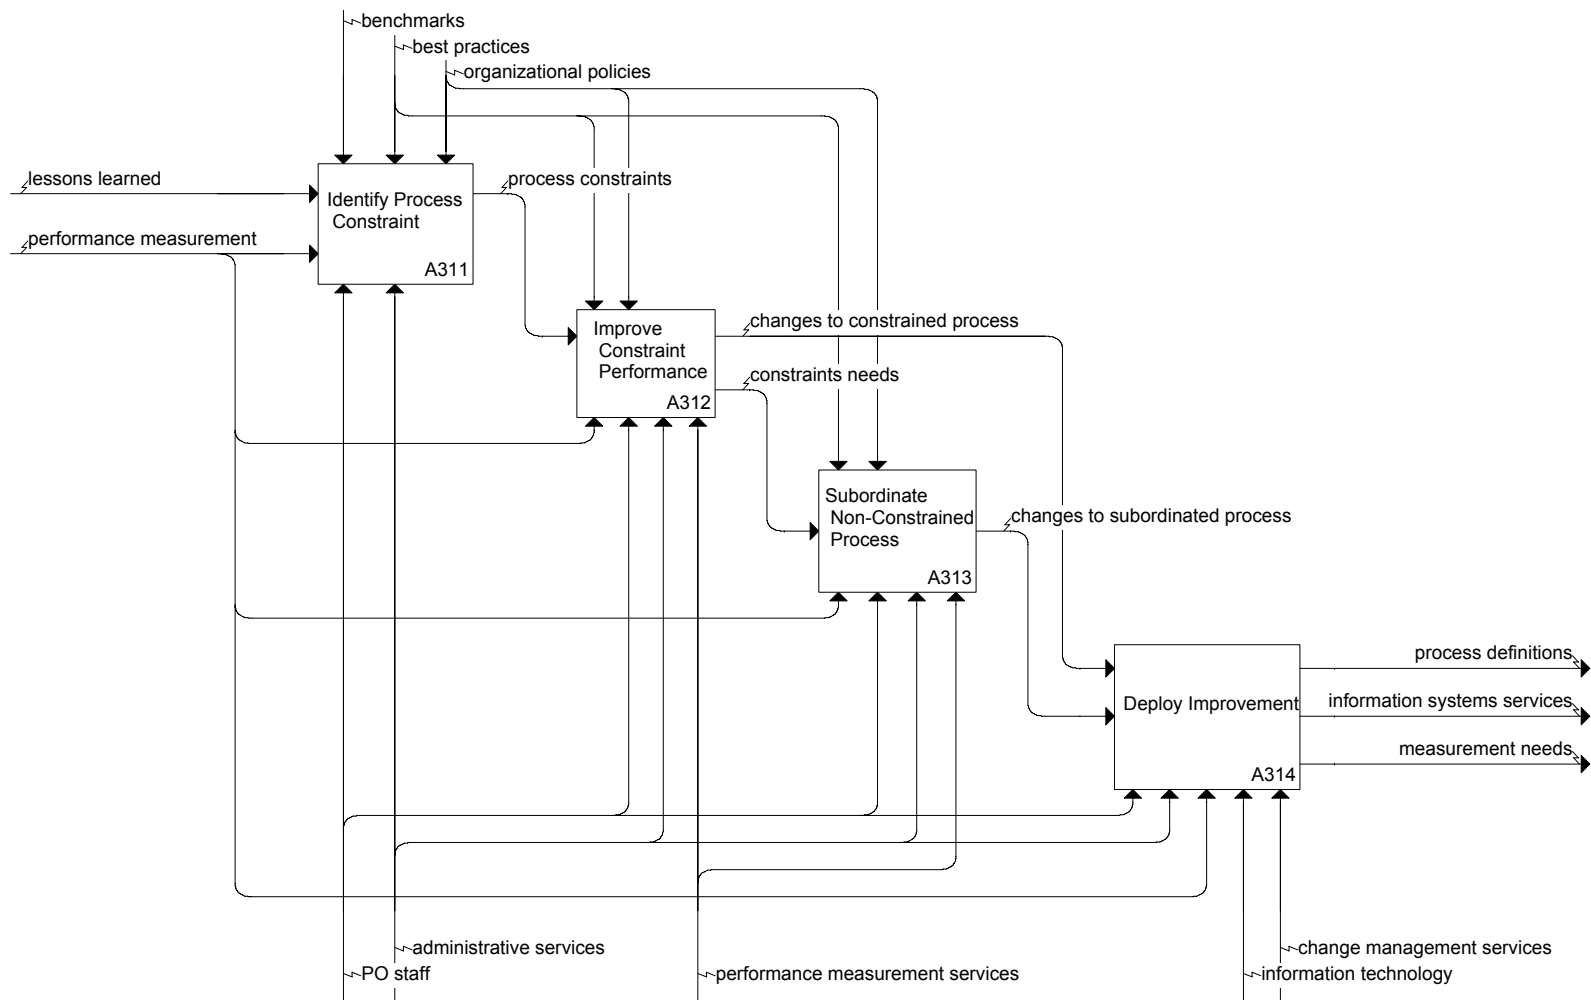 benchmarks
best practices
organizational policies
lessons learned
process constraints
Identify Process
Constraint
performance measurement
A311
changes to constrained process
Improve
Constraint
Performance
constraints needs
A312
Subordinate
Non-Constrained
Process
changes to subordinated process
A313
process definitions
Deploy Improvement
information systems services
measurement needs
A314
administrative services
change management services
PO staff
performance measurement services
information technology